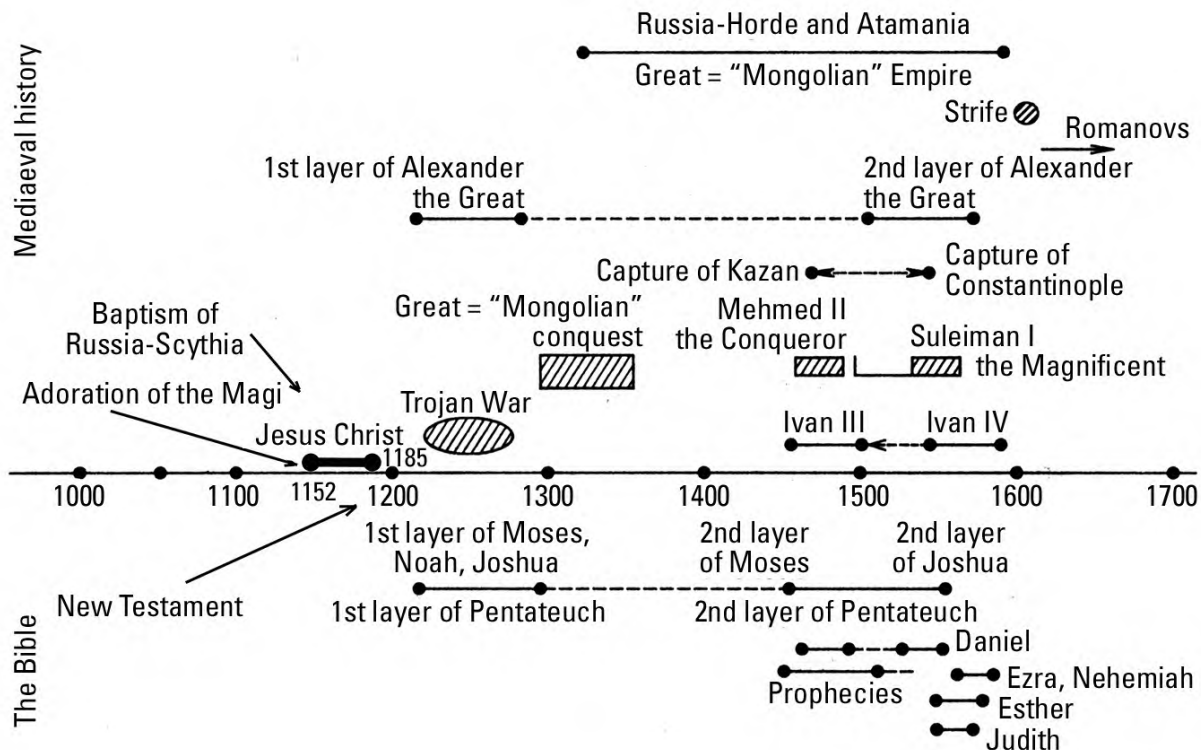 Mediaeval history
Russia-Horde and Atamania
Great = “Mongolian” Empire
Strife
Romanovs
1st layer of Alexander
the Great
2nd layer of Alexander
the Great
Capture of Kazan
Capture of
Constantinople
Great = “Mongolian”
conquest
Mehmed II
the Conqueror
Suleiman I
the Magnificent
Baptism of
Russia-Scythia
Adoration of the Magi
Trojan War
Jesus Christ
Ivan III
Ivan IV
1185
1000
1100
1152
1200
1300
1400
1500
1600
1700
The Bible
New Testament
1st layer of Moses,
Noah, Joshua
2nd layer
of Moses
2nd layer
of Joshua
1st layer of Pentateuch
2nd layer of Pentateuch
Daniel
Prophecies
Ezra, Nehemiah
Esther
Judith